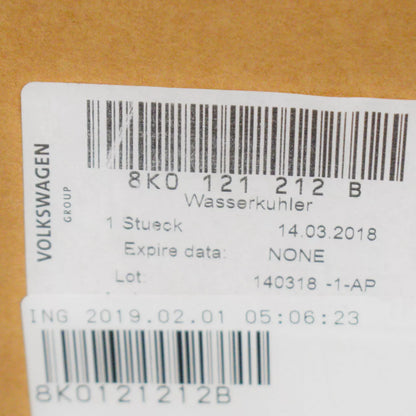 VOLKSWAGEN
GROUP
8K0 121 212 B
Wasserkuhler
1 Stueck 14.03.2018
Expire data: NONE
Lot: 140318 -1-AP
ING 2019.02.01 05:06:23
8K0121212B